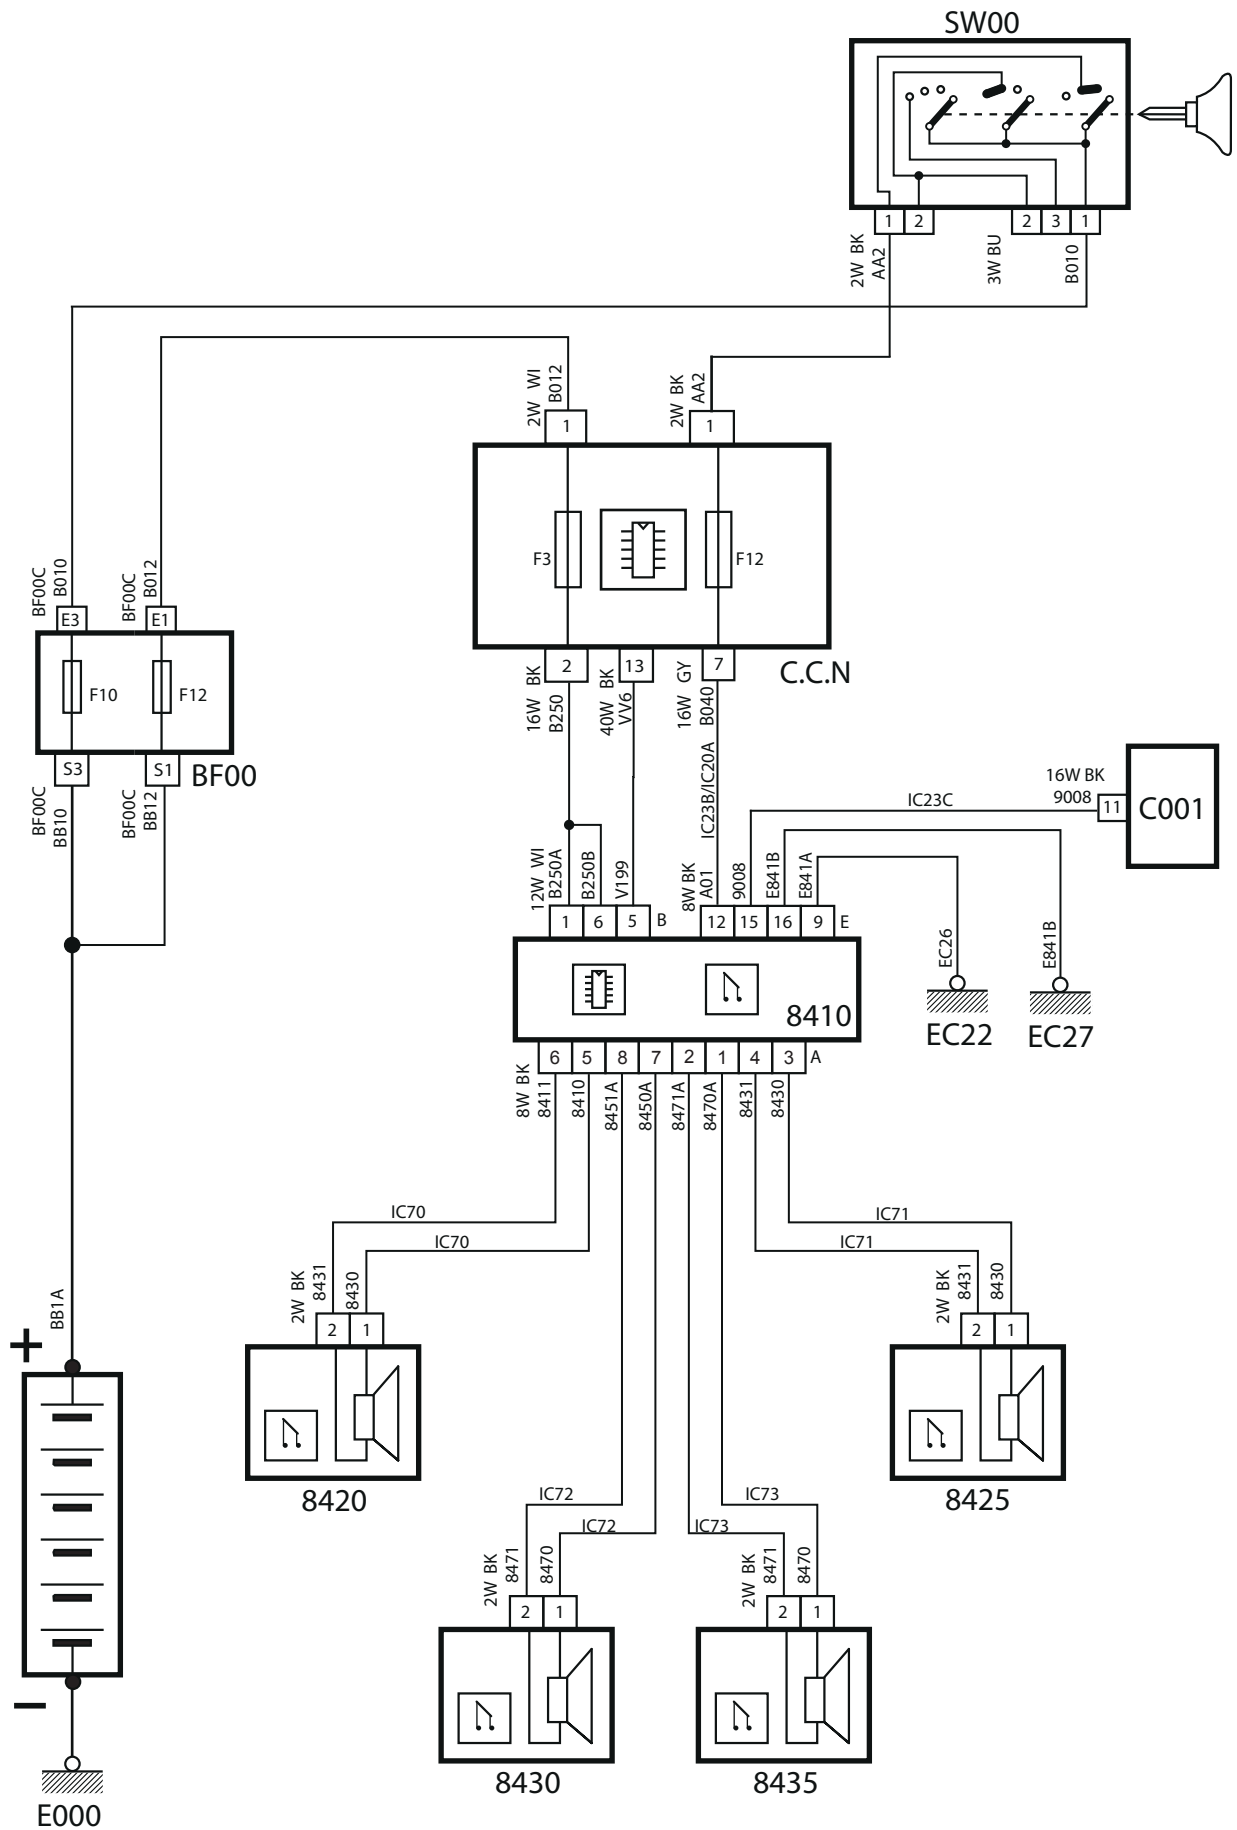 SW00
1 2 2 3 1
2W BK
AA2
3W BU
B010
2W WI
B012
2W BK
AA2
1 1
F3 F12
BF00C
B010
BF00C
B012
E3 E1
F10 F12
S3 S1
BF00
BF00C
BB10
BF00C
BB12
2 13 7
C.C.N
16W BK
B250
40W BK
VV6
16W GY
B040
IC23B/IC20A
16W BK
9008
11
C001
IC23C
12W WI
B250A
B250B
V199
8W BK
A01
9008
E841B
E841A
1 6 5 B
12 15 16 9 E
EC26
E841B
EC22
EC27
8410
6 5 8 7 2 1 4 3 A
8W BK
8411
8410
8451A
8450A
8471A
8470A
8431
8430
IC70
IC70
IC71
IC71
2W BK
8431
8430
2 1
8420
2W BK
8431
8430
2 1
8425
BB1A
+
−
E000
IC72
IC72
IC73
IC73
2W BK
8471
8470
2 1
8430
2W BK
8471
8470
2 1
8435